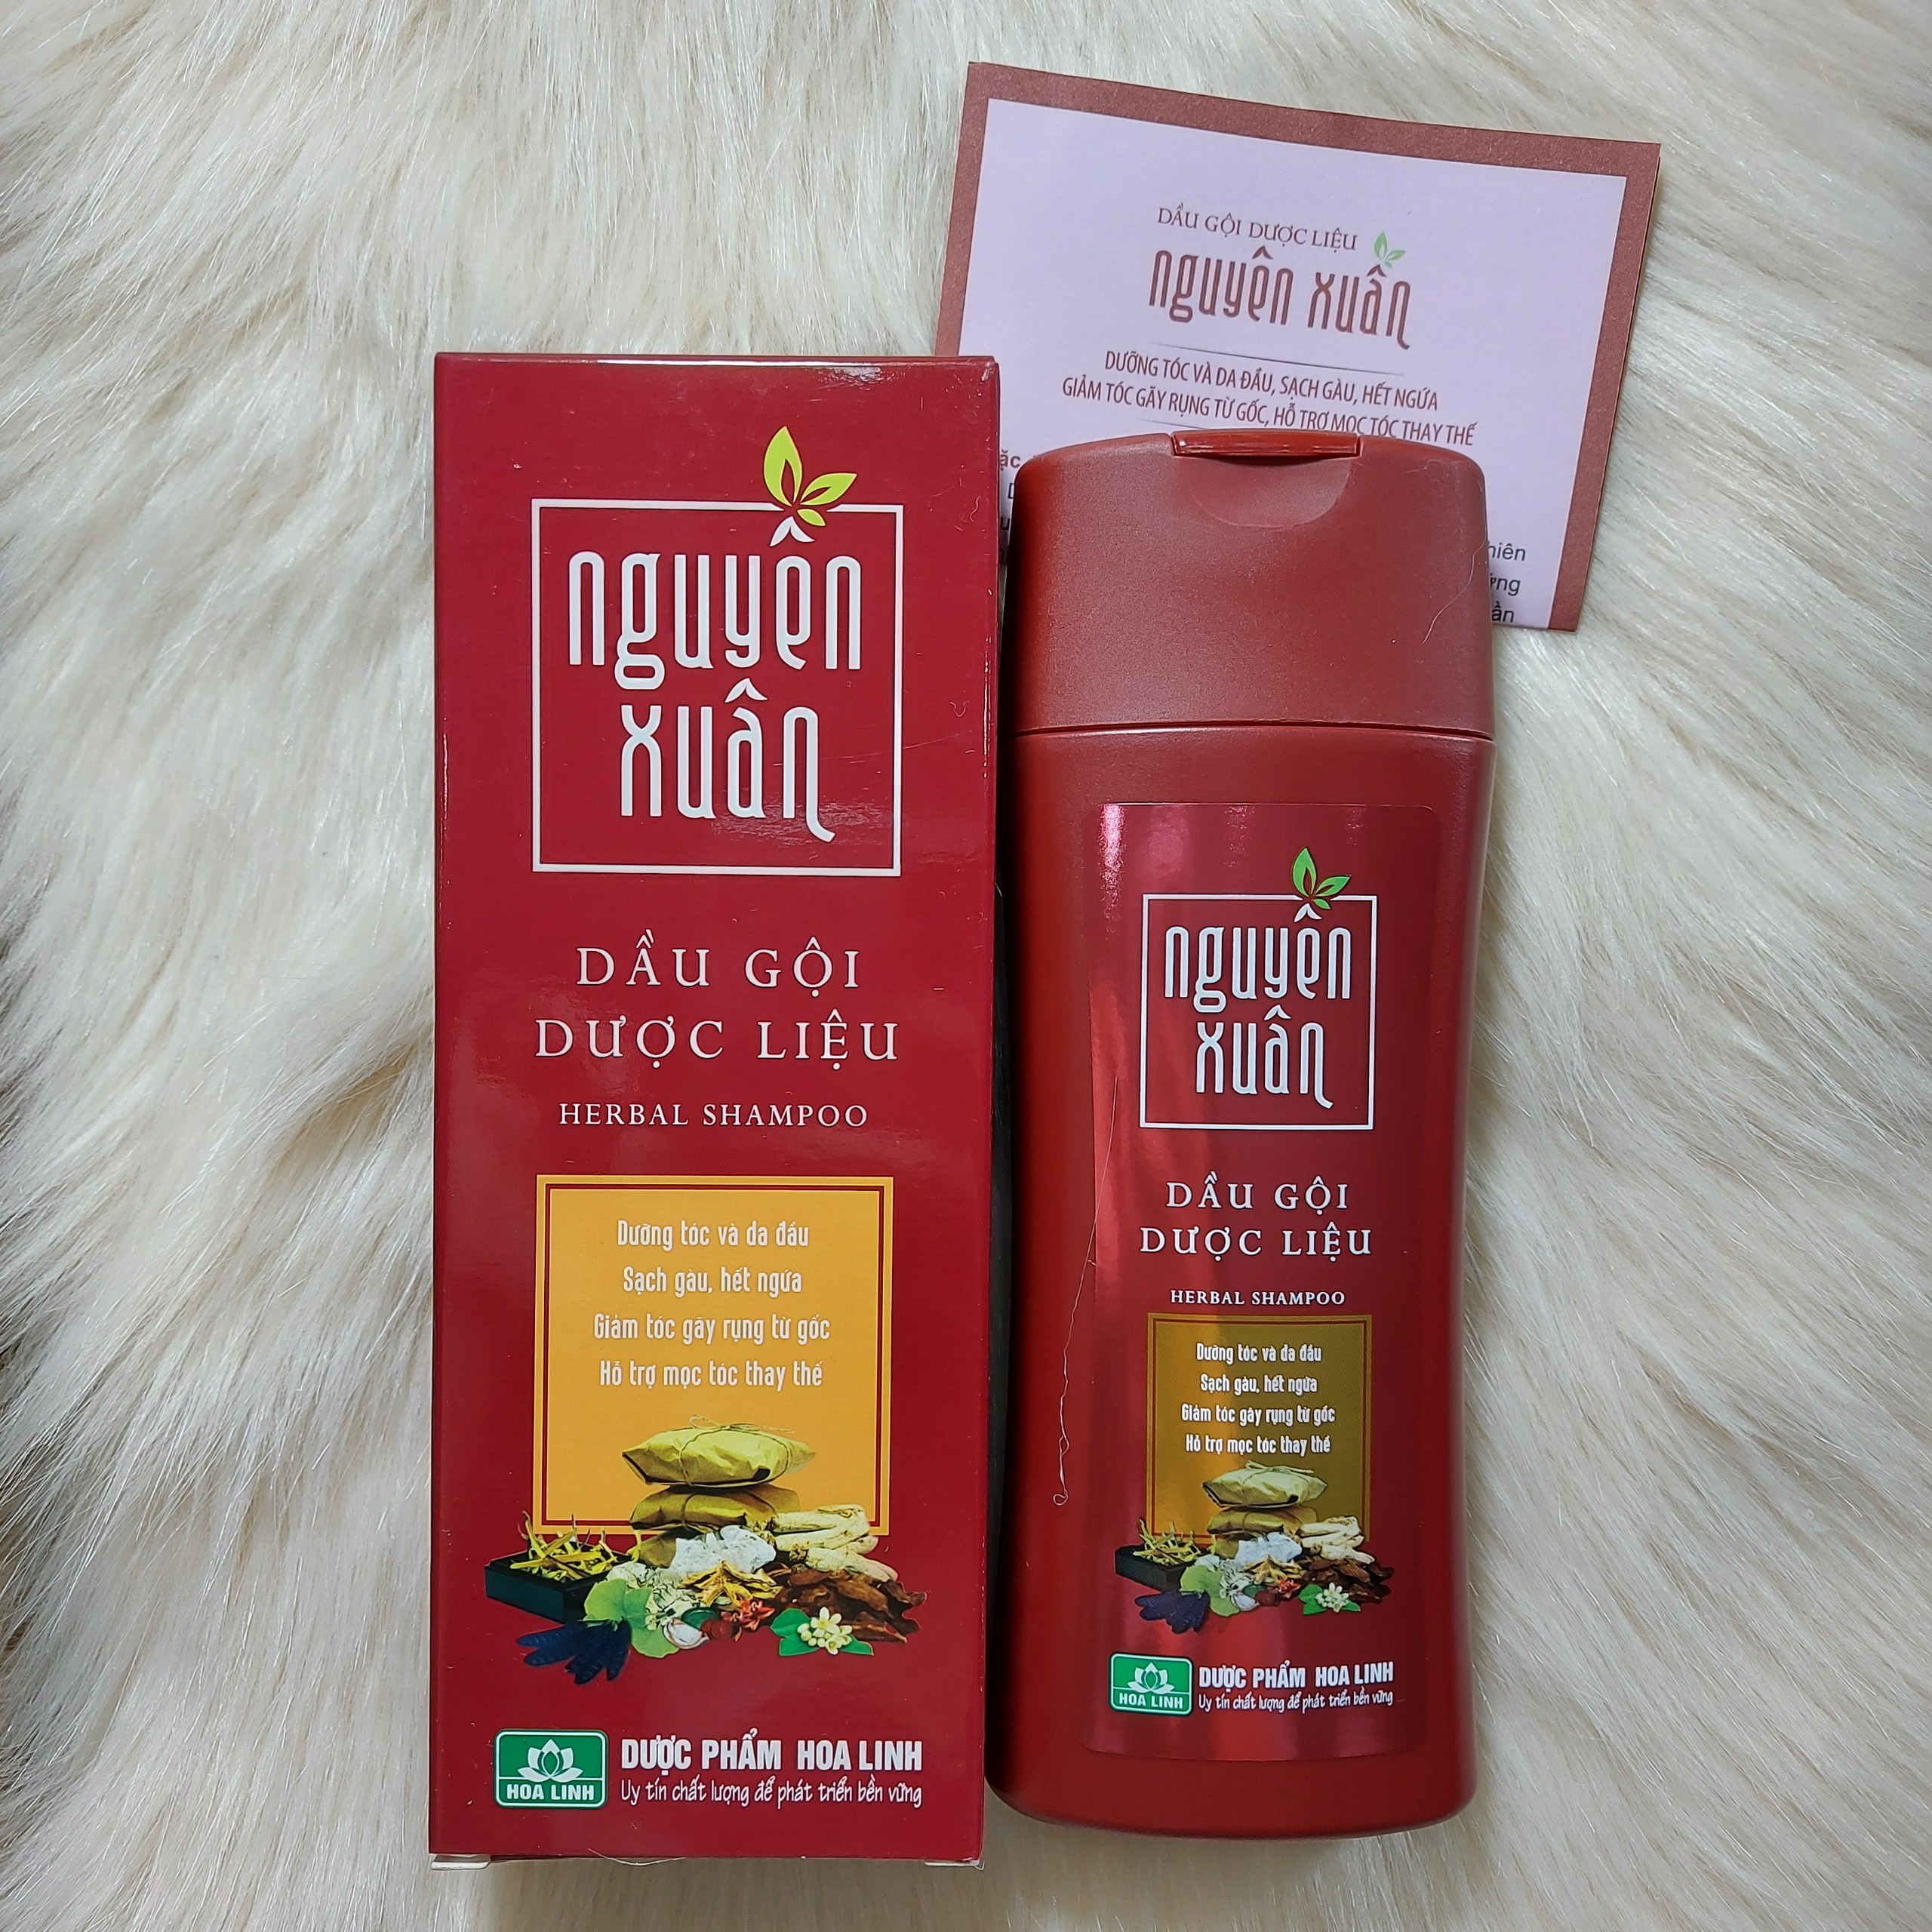 DẦU GỘI DƯỢC LIỆU
nguyên xuân
DƯỠNG TÓC VÀ DA ĐẦU, SẠCH GÀU, HẾT NGỨA
GIẢM TÓC GÃY RỤNG TỪ GỐC, HỖ TRỢ MỌC TÓC THAY THẾ
nguyên
xuân
DẦU GỘI
DƯỢC LIỆU
HERBAL SHAMPOO
Dưỡng tóc và da đầu
Sạch gàu, hết ngứa
Giảm tóc gãy rụng từ gốc
Hỗ trợ mọc tóc thay thế
HOA LINH
DƯỢC PHẨM HOA LINH
Uy tín chất lượng để phát triển bền vững
nguyên
xuân
DẦU GỘI
DƯỢC LIỆU
HERBAL SHAMPOO
Dưỡng tóc và da đầu
Sạch gàu, hết ngứa
Giảm tóc gãy rụng từ gốc
Hỗ trợ mọc tóc thay thế
HOA LINH
DƯỢC PHẨM HOA LINH
Uy tín chất lượng để phát triển bền vững